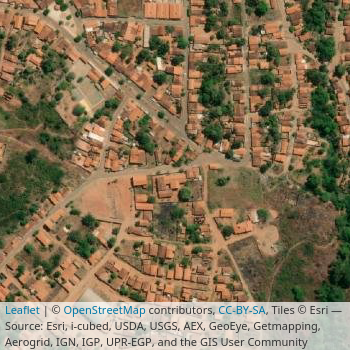 Leaflet | © OpenStreetMap contributors, CC-BY-SA, Tiles © Esri —
Source: Esri, i-cubed, USDA, USGS, AEX, GeoEye, Getmapping,
Aerogrid, IGN, IGP, UPR-EGP, and the GIS User Community